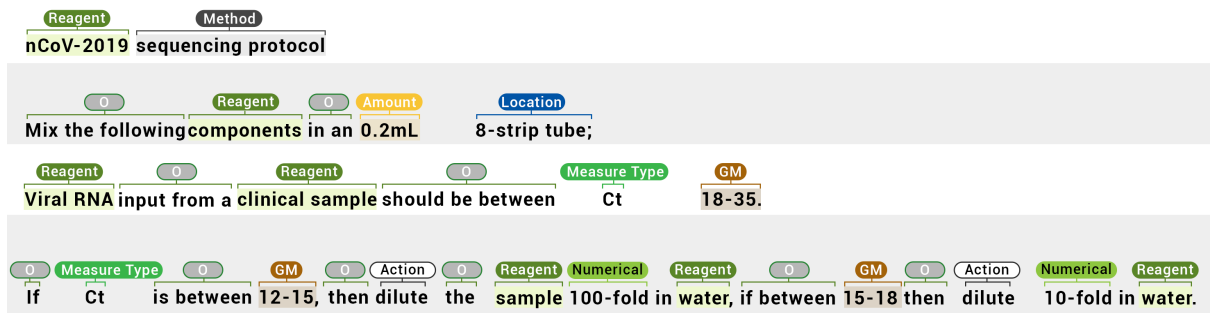 Reagent Method
nCoV-2019 sequencing protocol
O Reagent O Amount Location
Mix the following components in an 0.2mL 8-strip tube;
Reagent O Reagent O Measure Type GM
Viral RNA input from a clinical sample should be between Ct 18-35.
O Measure Type O GM O Action O Reagent Numerical Reagent O GM O Action Numerical Reagent
If Ct is between 12-15, then dilute the sample 100-fold in water, if between 15-18 then dilute 10-fold in water.